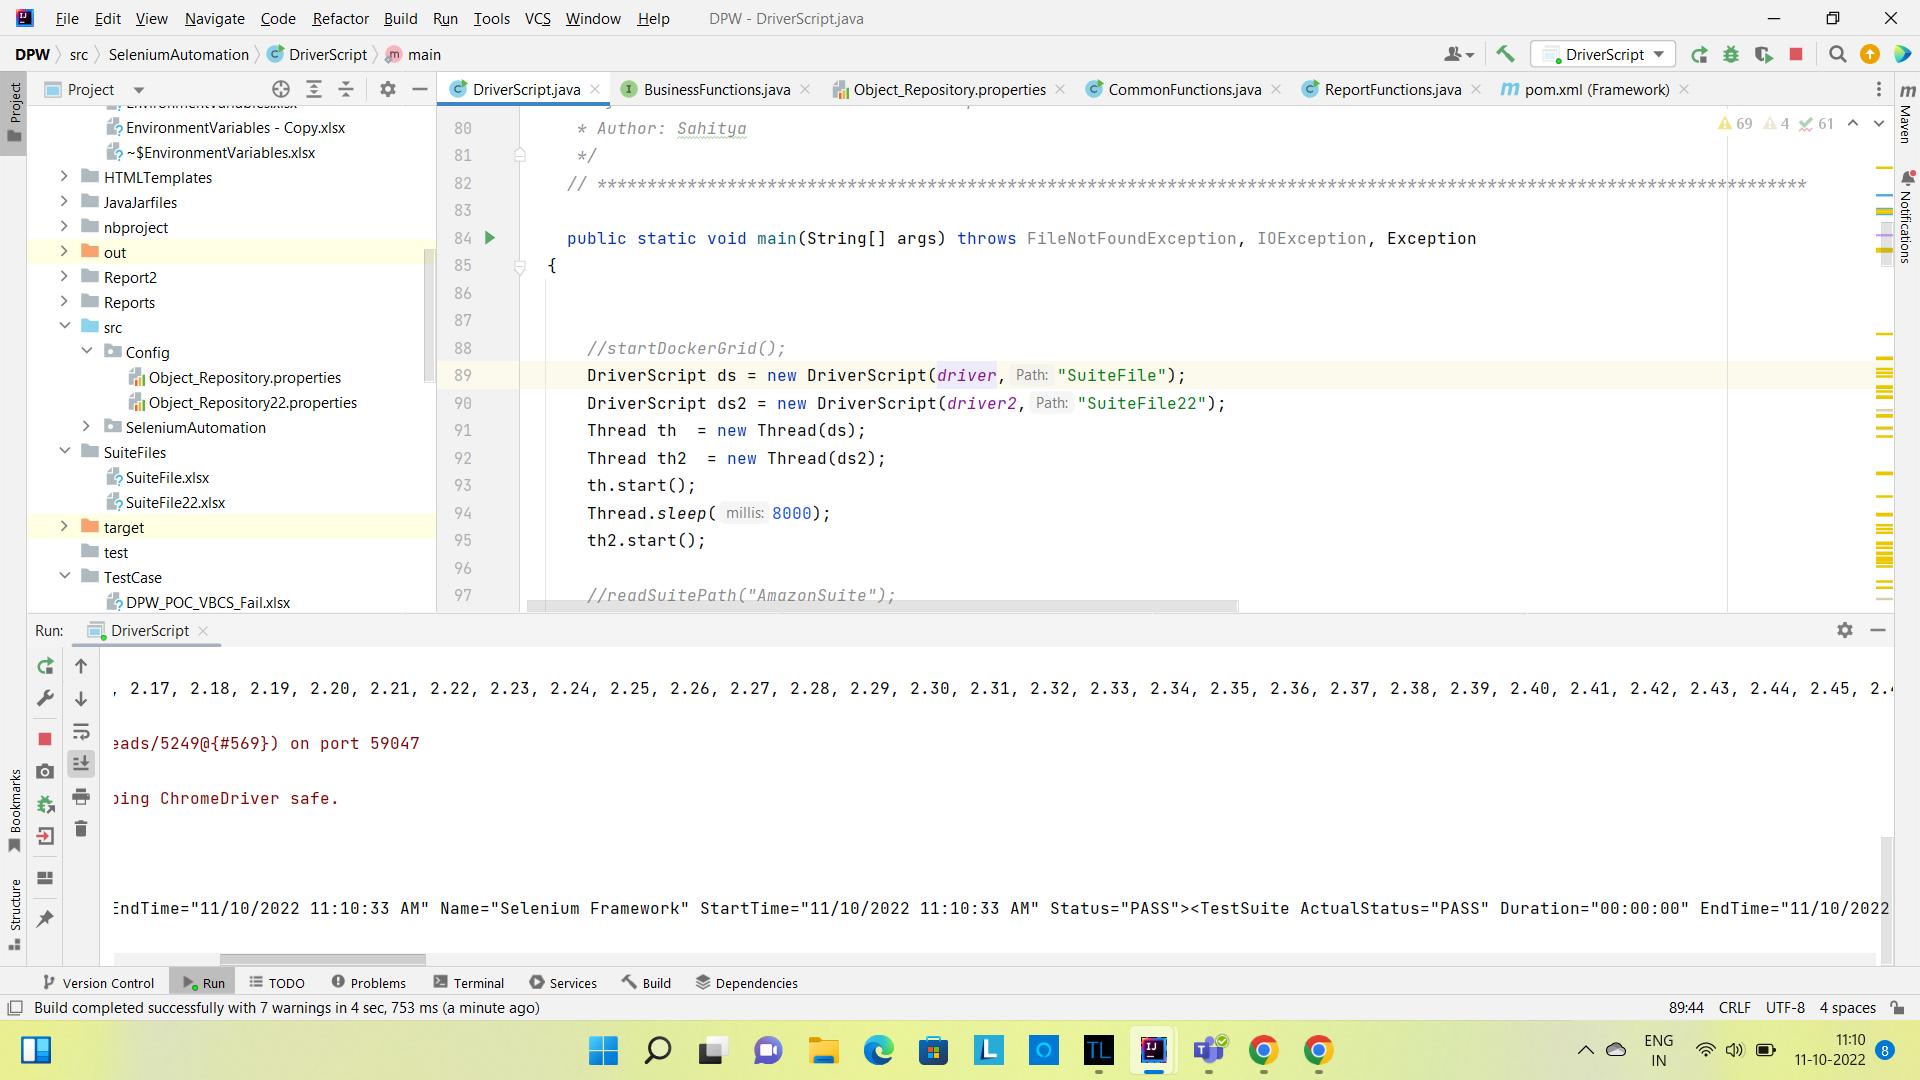 File Edit View Navigate Code Refactor Build Run Tools VCS Window Help DPW - DriverScript.java
DPW src SeleniumAutomation DriverScript main DriverScript
Project
DriverScript.java BusinessFunctions.java Object_Repository.properties CommonFunctions.java ReportFunctions.java pom.xml (Framework)
Project
Maven
Notifications
Bookmarks
Structure
EnvironmentVariables - Copy.xlsx
~$EnvironmentVariables.xlsx
HTMLTemplates
JavaJarfiles
nbproject
out
Report2
Reports
src
Config
Object_Repository.properties
Object_Repository22.properties
SeleniumAutomation
SuiteFiles
SuiteFile.xlsx
SuiteFile22.xlsx
target
test
TestCase
DPW_POC_VBCS_Fail.xlsx
69 4 61
80 * Author: Sahitya
81 */
82 // *************************************************************************************************************************
83
84 public static void main(String[] args) throws FileNotFoundException, IOException, Exception
85 {
86
87
88 //startDockerGrid();
89 DriverScript ds = new DriverScript(driver, Path: "SuiteFile");
90 DriverScript ds2 = new DriverScript(driver2, Path: "SuiteFile22");
91 Thread th = new Thread(ds);
92 Thread th2 = new Thread(ds2);
93 th.start();
94 Thread.sleep( millis: 8000);
95 th2.start();
96
97 //readSuitePath("AmazonSuite");
Run: DriverScript
, 2.17, 2.18, 2.19, 2.20, 2.21, 2.22, 2.23, 2.24, 2.25, 2.26, 2.27, 2.28, 2.29, 2.30, 2.31, 2.32, 2.33, 2.34, 2.35, 2.36, 2.37, 2.38, 2.39, 2.40, 2.41, 2.42, 2.43, 2.44, 2.45, 2.4
eads/5249@{#569}) on port 59047
ping ChromeDriver safe.
EndTime="11/10/2022 11:10:33 AM" Name="Selenium Framework" StartTime="11/10/2022 11:10:33 AM" Status="PASS"><TestSuite ActualStatus="PASS" Duration="00:00:00" EndTime="11/10/2022
Version Control Run TODO Problems Terminal Services Build Dependencies
Build completed successfully with 7 warnings in 4 sec, 753 ms (a minute ago) 89:44 CRLF UTF-8 4 spaces
ENG
IN
11:10
11-10-2022
8